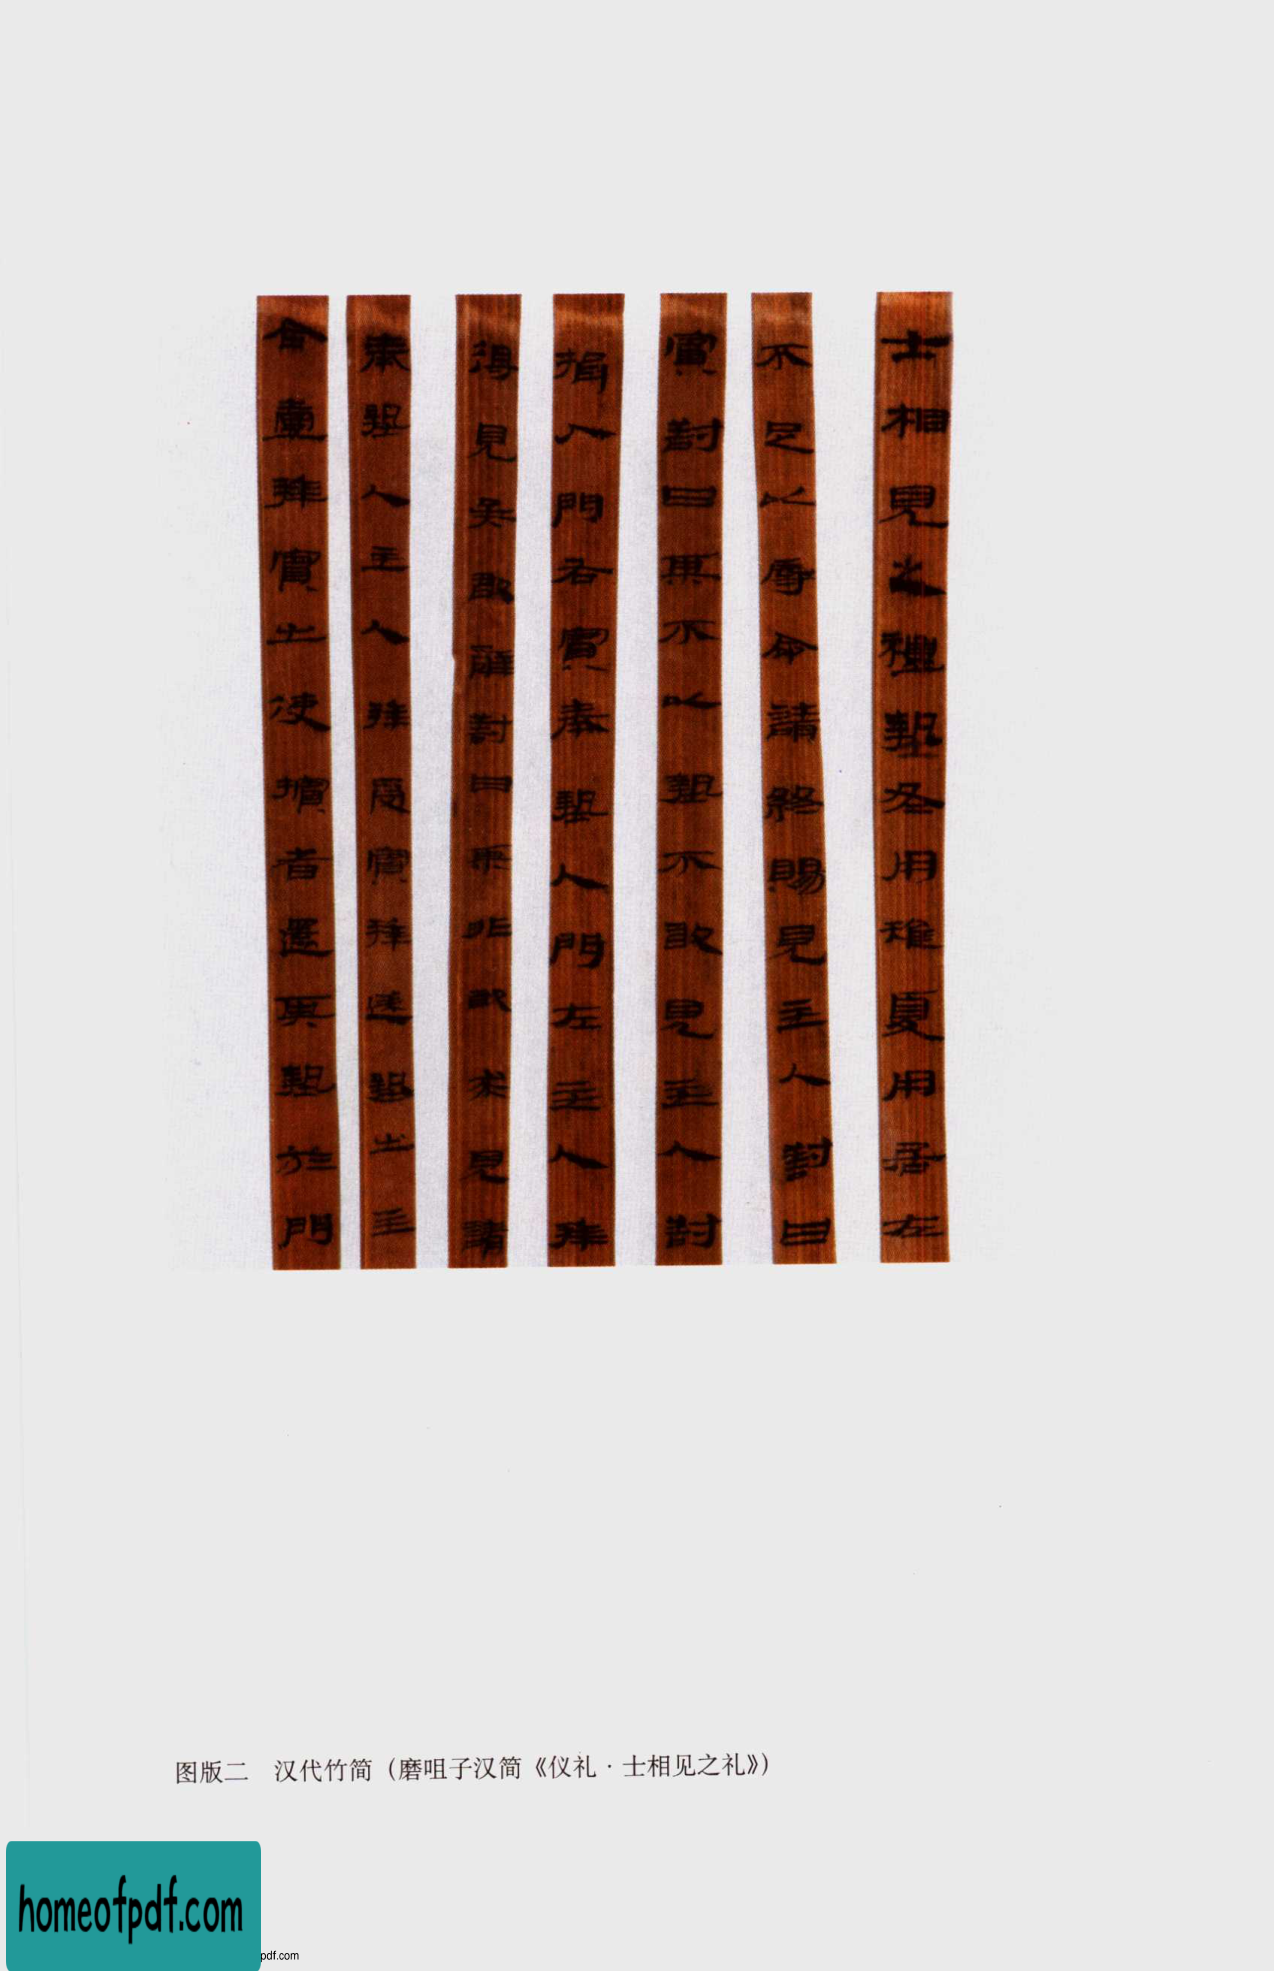 士相見之禮摯冬用雉夏用居左
不足以辱命請終賜見主人對曰
賓對曰某不以摯不敢見主人對
揖入門右賓奉摯入門左主人拜
得見矣敢辭對曰某非敢求見請
奉摯入主人拜受賓拜送摯出主
命壹拜賓出使擯者還其摯於門
图版二 汉代竹简（磨咀子汉简《仪礼·士相见之礼》）
homeofpdf.com
pdf.com